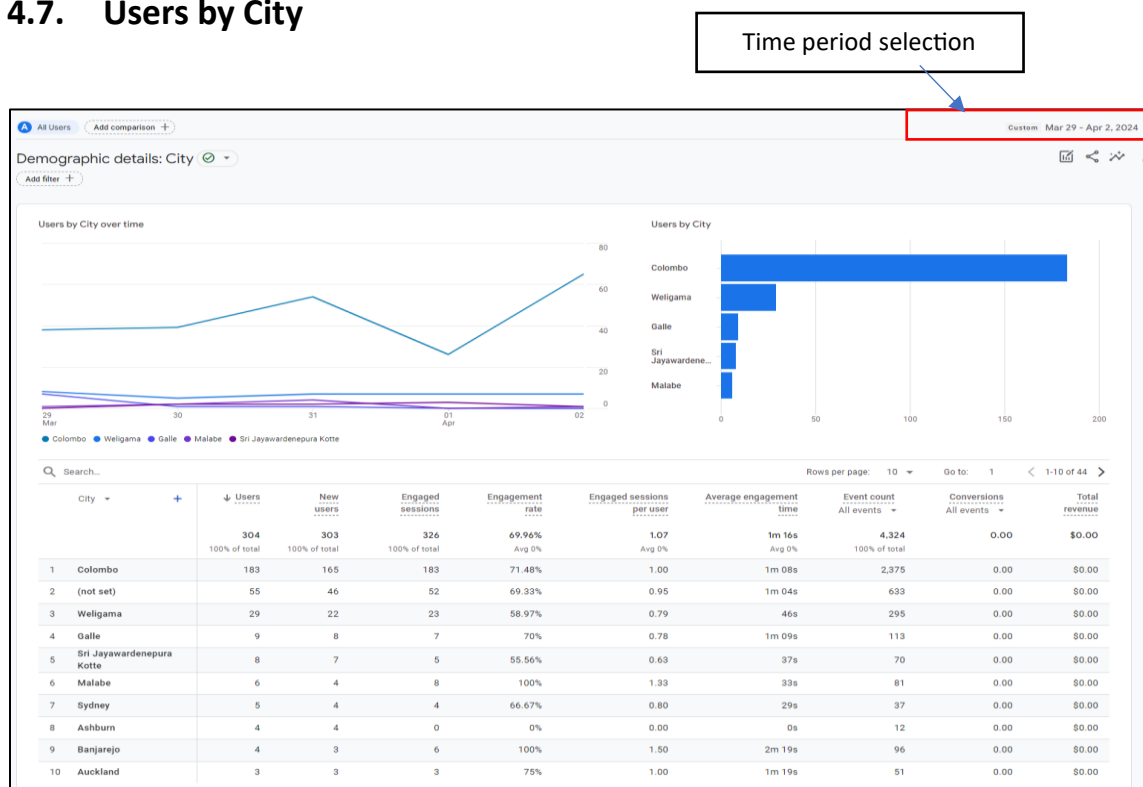 4.7. Users by City
Time period selection
A All Users Add comparison +
Custom Mar 29 - Apr 2, 2024
Demographic details: City
Add filter +
Users by City over time
80
60
40
20
0
29
Mar
30
31
01
Apr
02
Colombo Weligama Galle Malabe Sri Jayawardenepura Kotte
Users by City
Colombo
Weligama
Galle
Sri
Jayawardene...
Malabe
0 50 100 150 200
Search...
Rows per page: 10 Go to: 1 < 1-10 of 44 >
City + ↓ Users New users Engaged sessions Engagement rate Engaged sessions per user Average engagement time Event count All events Conversions All events Total revenue
304 303 326 69.96% 1.07 1m 16s 4,324 0.00 $0.00
100% of total 100% of total 100% of total Avg 0% Avg 0% Avg 0% 100% of total
1 Colombo 183 165 183 71.48% 1.00 1m 08s 2,375 0.00 $0.00
2 (not set) 55 46 52 69.33% 0.95 1m 04s 633 0.00 $0.00
3 Weligama 29 22 23 58.97% 0.79 46s 295 0.00 $0.00
4 Galle 9 8 7 70% 0.78 1m 09s 113 0.00 $0.00
5 Sri Jayawardenepura Kotte 8 7 5 55.56% 0.63 37s 70 0.00 $0.00
6 Malabe 6 4 8 100% 1.33 33s 81 0.00 $0.00
7 Sydney 5 4 4 66.67% 0.80 29s 37 0.00 $0.00
8 Ashburn 4 4 0 0% 0.00 0s 12 0.00 $0.00
9 Banjarejo 4 3 6 100% 1.50 2m 19s 96 0.00 $0.00
10 Auckland 3 3 3 75% 1.00 1m 19s 51 0.00 $0.00